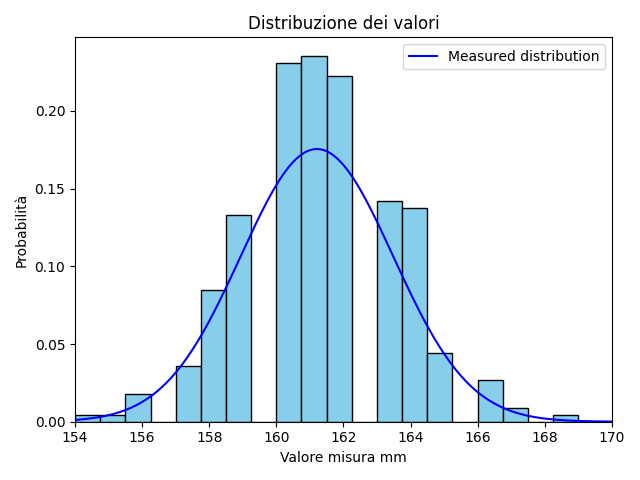 Distribuzione dei valori
Measured distribution
Probabilità
0.20
0.15
0.10
0.05
0.00
154 156 158 160 162 164 166 168 170
Valore misura mm